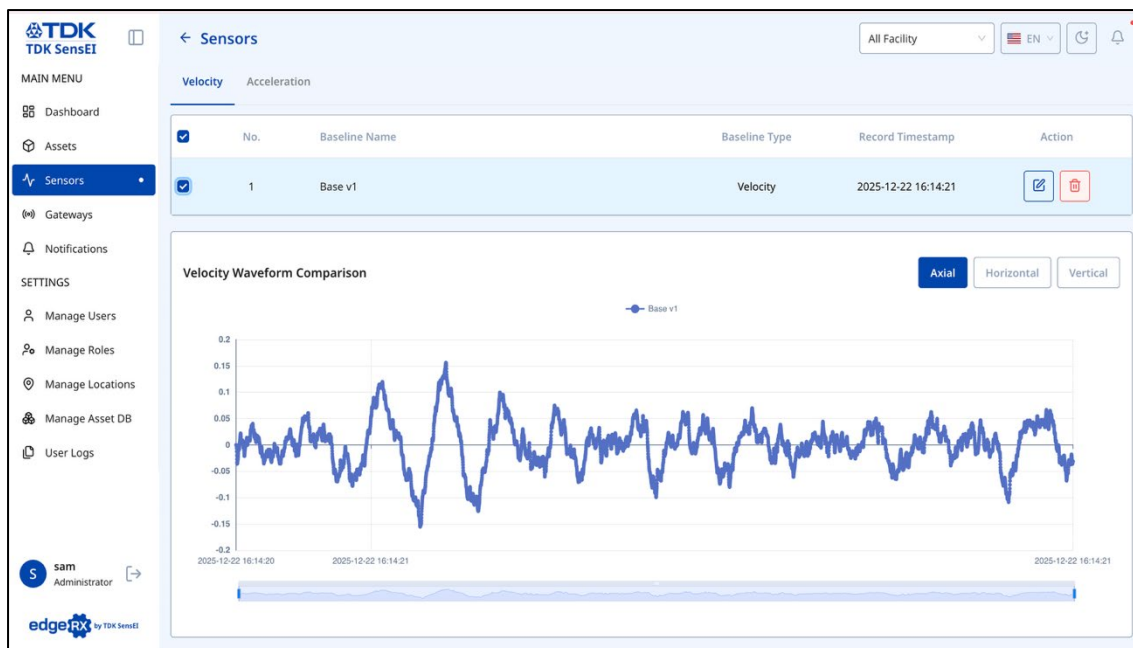 TDK
TDK SensEI
MAIN MENU
Dashboard
Assets
Sensors
Gateways
Notifications
SETTINGS
Manage Users
Manage Roles
Manage Locations
Manage Asset DB
User Logs
S
sam
Administrator
edgeRX by TDK SensEI
← Sensors
All Facility
EN
Velocity Acceleration
No. Baseline Name Baseline Type Record Timestamp Action
1 Base v1 Velocity 2025-12-22 16:14:21
Velocity Waveform Comparison
Axial Horizontal Vertical
Base v1
0.2
0.15
0.1
0.05
0
-0.05
-0.1
-0.15
-0.2
2025-12-22 16:14:20 2025-12-22 16:14:21 2025-12-22 16:14:21